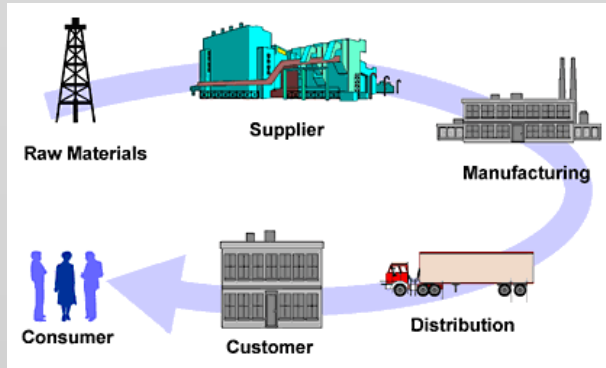 Raw Materials
Supplier
Manufacturing
Distribution
Customer
Consumer